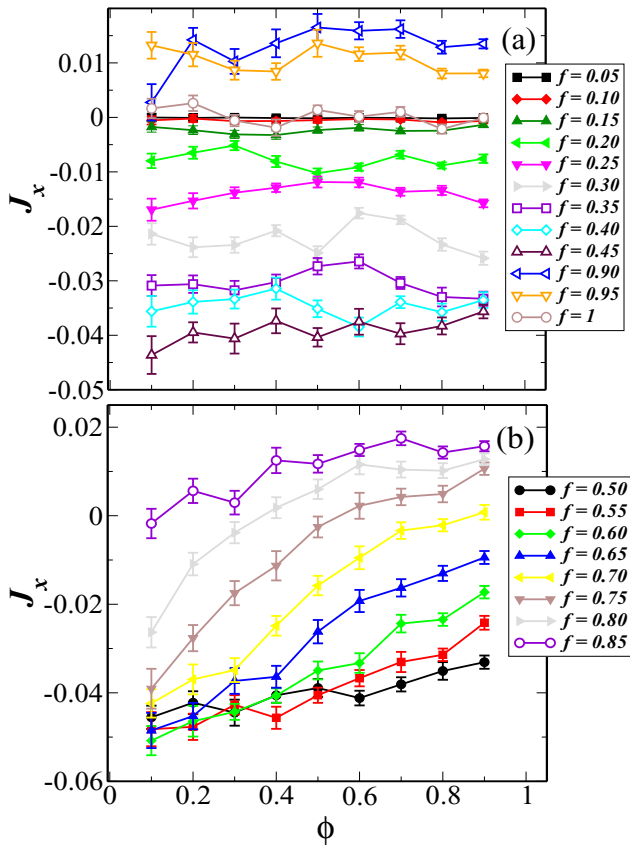 (a)
0.01
0
-0.01
-0.02
-0.03
-0.04
-0.05
J_x
f = 0.05
f = 0.10
f = 0.15
f = 0.20
f = 0.25
f = 0.30
f = 0.35
f = 0.40
f = 0.45
f = 0.90
f = 0.95
f = 1
(b)
0.02
0
-0.02
-0.04
-0.06
J_x
f = 0.50
f = 0.55
f = 0.60
f = 0.65
f = 0.70
f = 0.75
f = 0.80
f = 0.85
0 0.2 0.4 0.6 0.8 1
ϕ